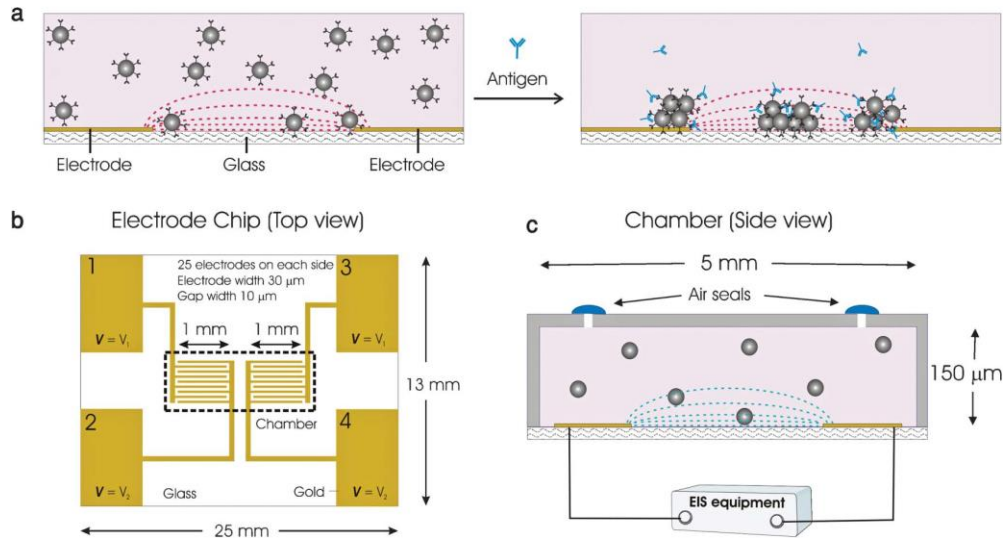 a
Antigen
Electrode
Glass
Electrode
b
Electrode Chip (Top view)
1
3
25 electrodes on each side
Electrode width 30 μm
Gap width 10 μm
1 mm
1 mm
V = V₁
V = V₁
13 mm
2
4
Chamber
V = V₂
V = V₂
Glass
Gold
25 mm
c
Chamber (Side view)
5 mm
Air seals
150 μm
EIS equipment